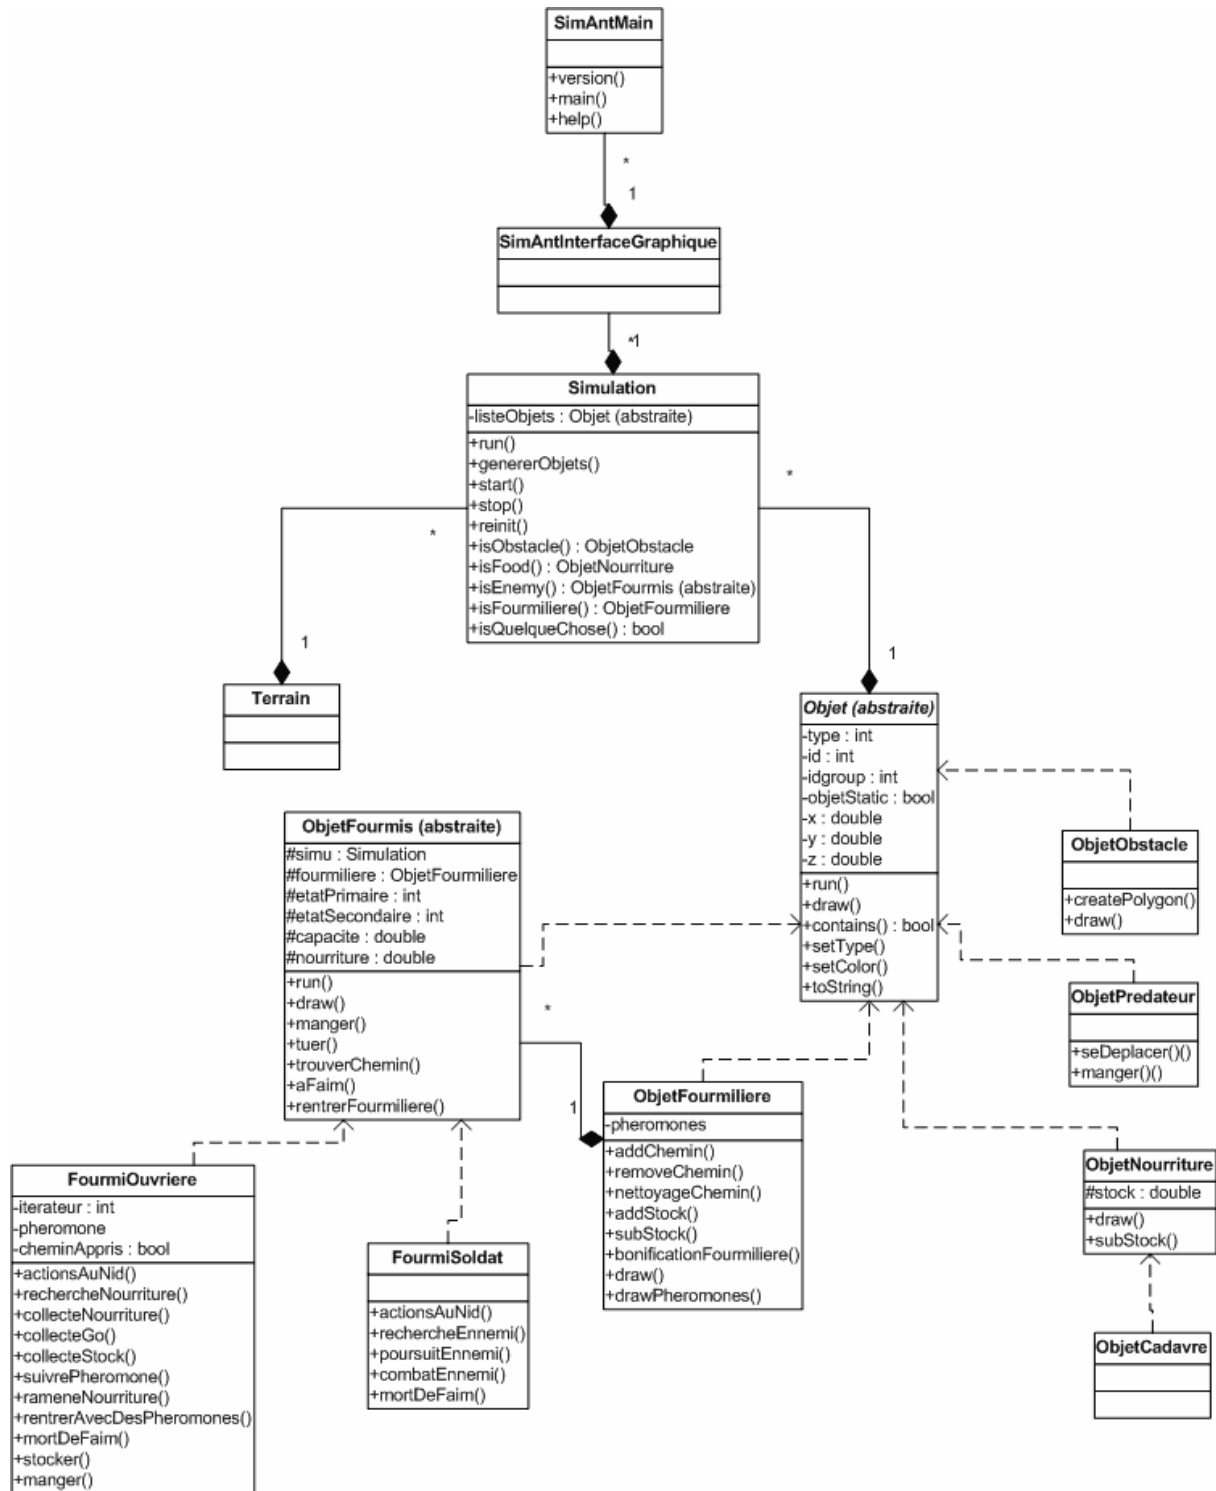 SimAntMain
+version()
+main()
+help()
*
1
SimAntInterfaceGraphique
*1
Simulation
-listeObjets : Objet (abstraite)
+run()
+genererObjets()
+start()
+stop()
+reinit()
+isObstacle() : ObjetObstacle
+isFood() : ObjetNourriture
+isEnemy() : ObjetFourmis (abstraite)
+isFourmiliere() : ObjetFourmiliere
+isQuelqueChose() : bool
*
1
*
1
Terrain
Objet (abstraite)
-type : int
-id : int
-idgroup : int
-objetStatic : bool
-x : double
-y : double
-z : double
+run()
+draw()
+contains() : bool
+setType()
+setColor()
+toString()
ObjetObstacle
+createPolygon()
+draw()
ObjetPredateur
+seDeplacer()()
+manger()()
ObjetFourmis (abstraite)
#simu : Simulation
#fourmiliere : ObjetFourmiliere
#etatPrimaire : int
#etatSecondaire : int
#capacite : double
#nourriture : double
+run()
+draw()
+manger()
+tuer()
+trouverChemin()
+aFaim()
+rentrerFourmiliere()
*
1
ObjetFourmiliere
-pheromones
+addChemin()
+removeChemin()
+nettoyageChemin()
+addStock()
+subStock()
+bonificationFourmiliere()
+draw()
+drawPheromones()
ObjetNourriture
#stock : double
+draw()
+subStock()
ObjetCadavre
FourmiOuvriere
-iterateur : int
-pheromone
-cheminAppris : bool
+actionsAuNid()
+rechercheNourriture()
+collecteNourriture()
+collecteGo()
+collecteStock()
+suivrePheromone()
+rameneNourriture()
+rentrerAvecDesPheromones()
+mortDeFaim()
+stocker()
+manger()
FourmiSoldat
+actionsAuNid()
+rechercheEnnemi()
+poursuitEnnemi()
+combatEnnemi()
+mortDeFaim()